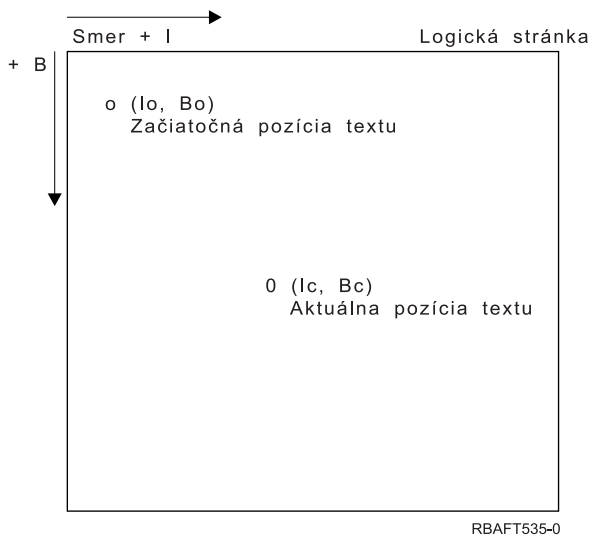 Smer + I
Logická stránka
+ B
o (Io, Bo)
Začiatočná pozícia textu
0 (Ic, Bc)
Aktuálna pozícia textu
RBAFT535-0